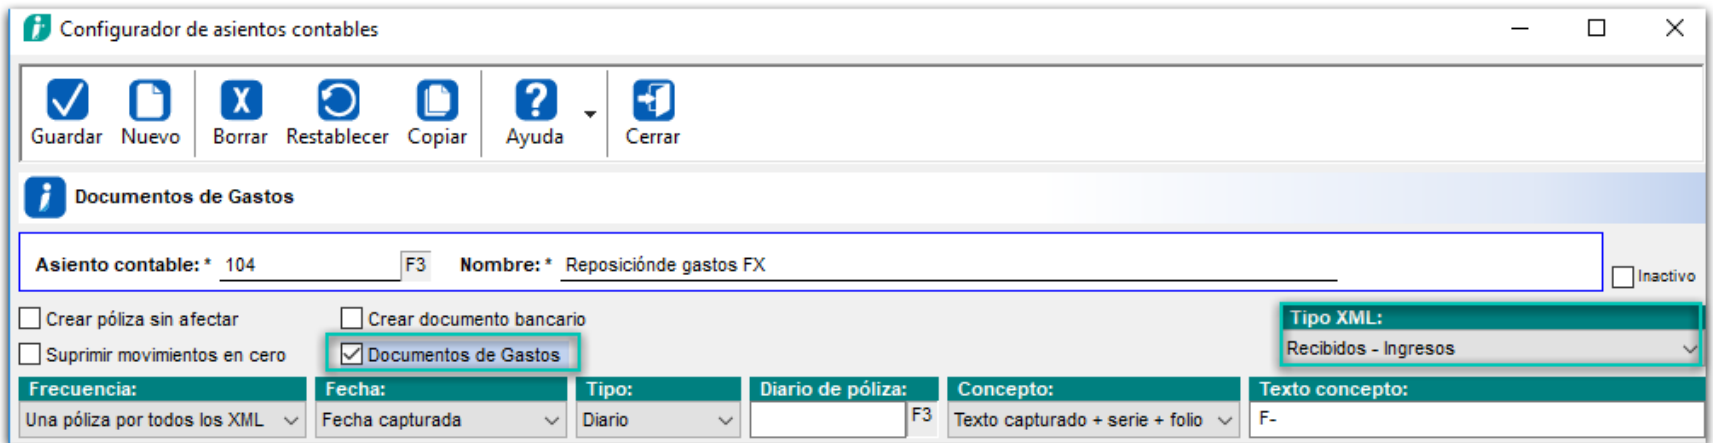 Configurador de asientos contables
Guardar Nuevo Borrar Restablecer Copiar Ayuda Cerrar
Documentos de Gastos
Asiento contable: * 104 F3 Nombre: * Reposiciónde gastos FX
Inactivo
Crear póliza sin afectar Crear documento bancario Tipo XML:
Suprimir movimientos en cero Documentos de Gastos Recibidos - Ingresos
Frecuencia: Fecha: Tipo: Diario de póliza: Concepto: Texto concepto:
Una póliza por todos los XML Fecha capturada Diario F3 Texto capturado + serie + folio F-